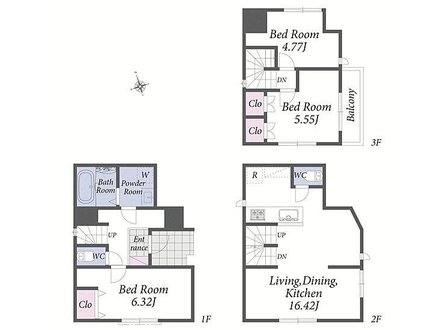 Bed Room
4.77J
DN
Clo
Clo
Bed Room
5.55J
Balcony
3F
Bath
Room
Powder
Room
W
UP
Ent
rance
WC
Clo
Bed Room
6.32J
1F
R
WC
UP
DN
Living,Dining,
Kitchen
16.42J
2F